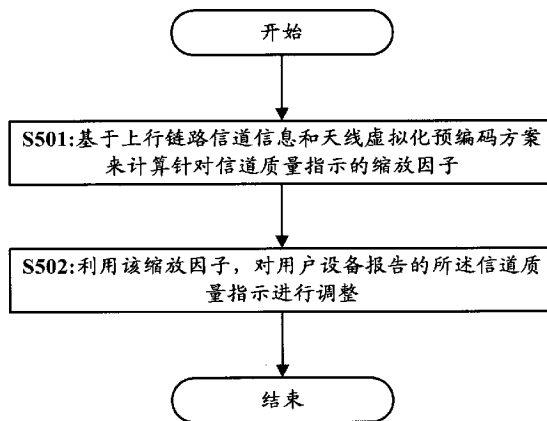 开始
S501:基于上行链路信道信息和天线虚拟化预编码方案
来计算针对信道质量指示的缩放因子
S502:利用该缩放因子，对用户设备报告的所述信道质
量指示进行调整
结束